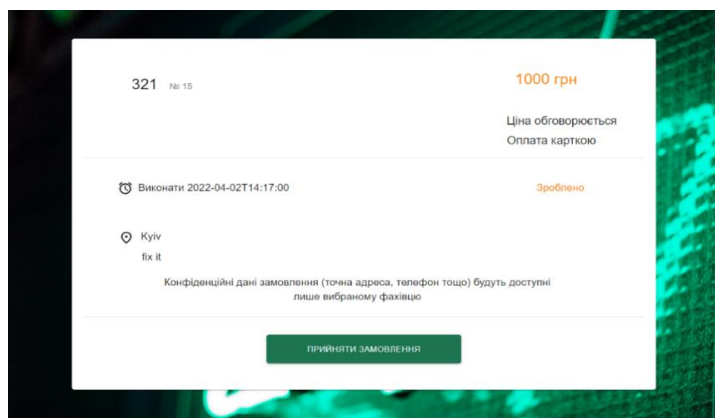 321 № 15
1000 грн
Ціна обговорюється
Оплата карткою
Виконати 2022-04-02T14:17:00
Зроблено
Kyiv
fix it
Конфіденційні дані замовлення (точна адреса, телефон тощо) будуть доступні
лише вибраному фахівцю
ПРИЙНЯТИ ЗАМОВЛЕННЯ